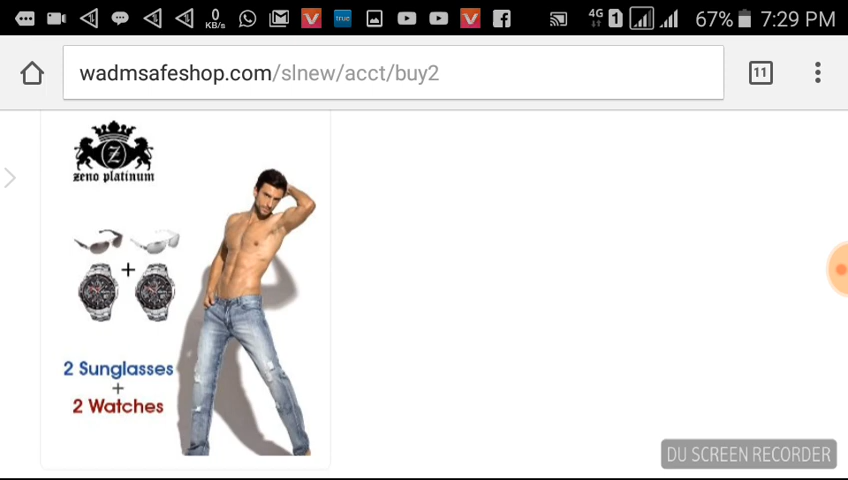 0
KB/s
true
4G
1
67%
7:29 PM
wadmsafeshop.com/slnew/acct/buy2
11
Z
zeno platinum
+
2 Sunglasses
+
2 Watches
DU SCREEN RECORDER